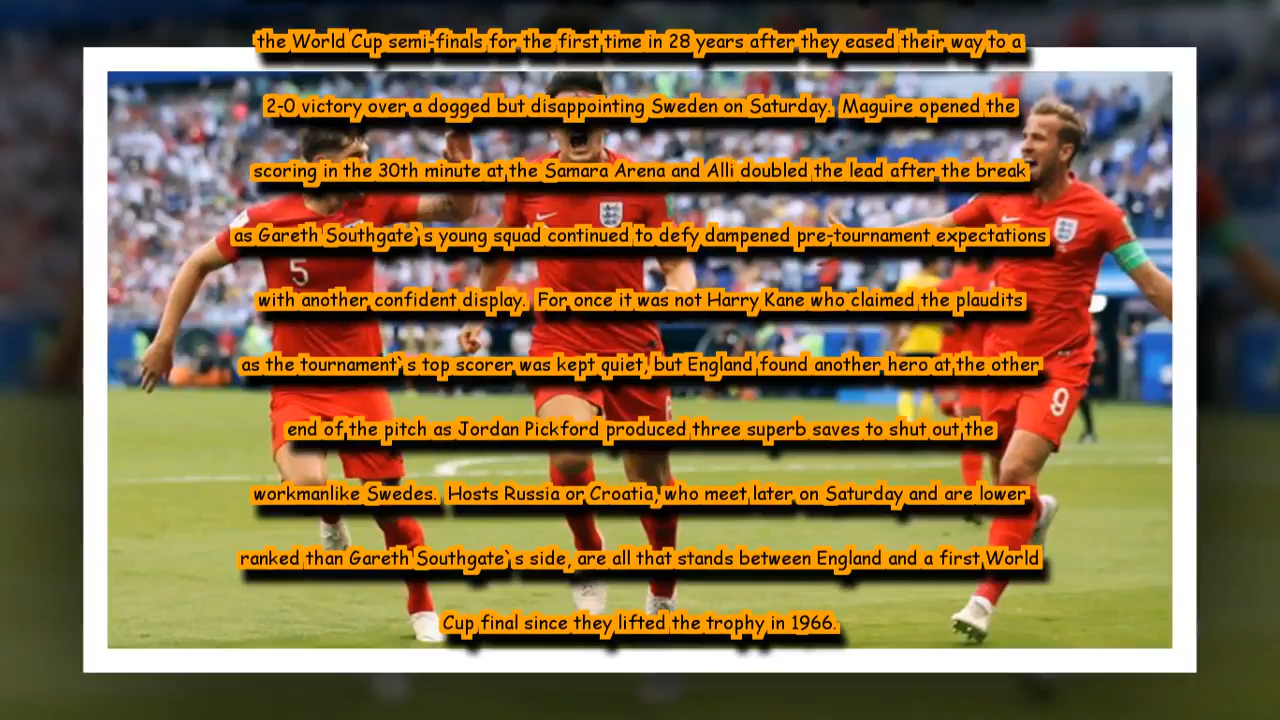 the World Cup semi-finals for the first time in 28 years after they eased their way to a
2-0 victory over a dogged but disappointing Sweden on Saturday. Maguire opened the
scoring in the 30th minute at the Samara Arena and Alli doubled the lead after the break
as Gareth Southgate`s young squad continued to defy dampened pre-tournament expectations
with another confident display. For once it was not Harry Kane who claimed the plaudits
as the tournament`s top scorer was kept quiet, but England found another hero at the other
end of the pitch as Jordan Pickford produced three superb saves to shut out the
workmanlike Swedes. Hosts Russia or Croatia, who meet later on Saturday and are lower
ranked than Gareth Southgate`s side, are all that stands between England and a first World
Cup final since they lifted the trophy in 1966.
5
9